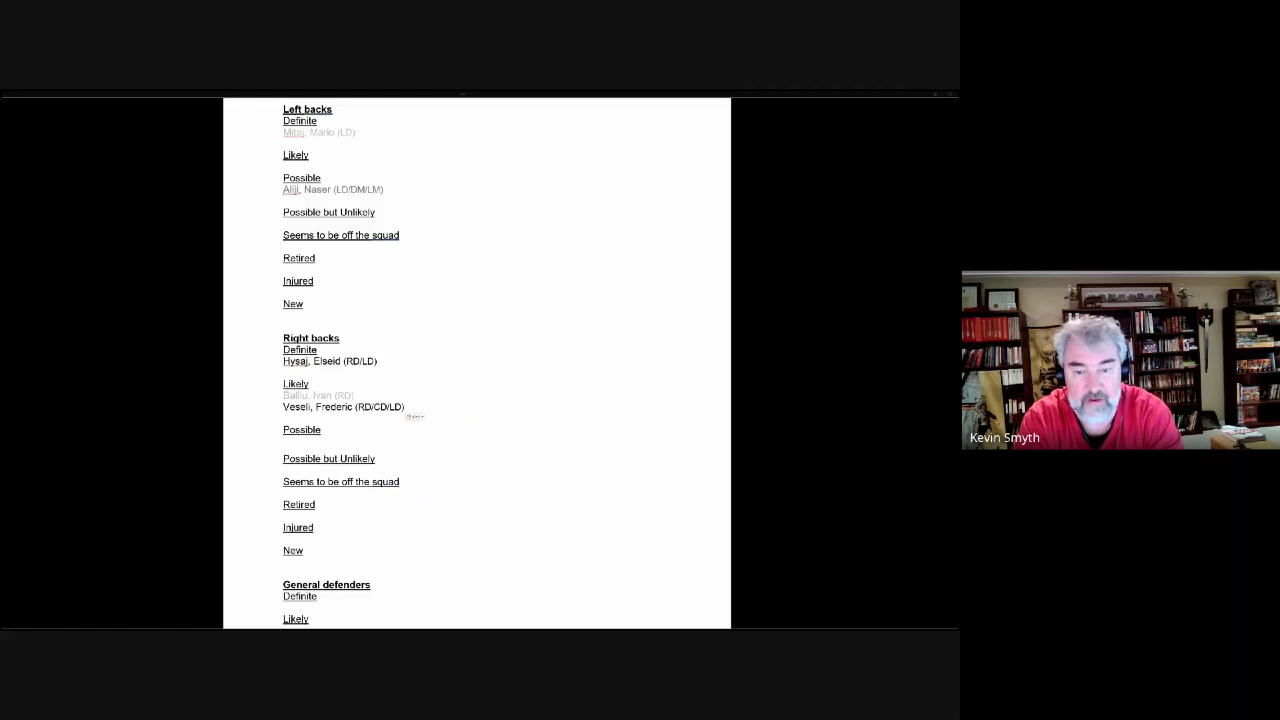 Left backs
Definite
Mitaj, Mario (LD)
Likely
Possible
Aliji, Naser (LD/DM/LM)
Possible but Unlikely
Seems to be off the squad
Retired
Injured
New
Right backs
Definite
Hysaj, Elseid (RD/LD)
Likely
Balliu, Ivan (RD)
Veseli, Frederic (RD/CD/LD)
Possible
Possible but Unlikely
Seems to be off the squad
Retired
Injured
New
General defenders
Definite
Likely
Kevin Smyth